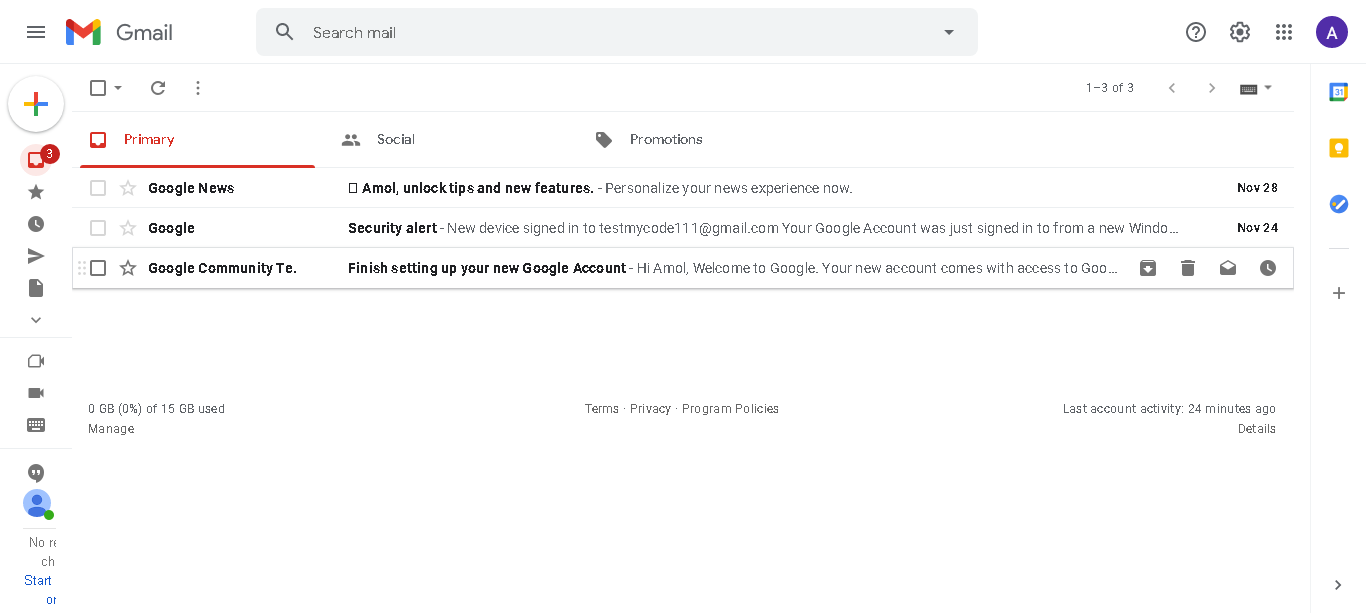 Gmail
Search mail
A
1–3 of 3
31
3
Primary
Social
Promotions
Google News
Amol, unlock tips and new features. - Personalize your news experience now.
Nov 28
Google
Security alert - New device signed in to testmycode111@gmail.com Your Google Account was just signed in to from a new Windo...
Nov 24
Google Community Te.
Finish setting up your new Google Account - Hi Amol, Welcome to Google. Your new account comes with access to Goo...
0 GB (0%) of 15 GB used
Manage
Terms · Privacy · Program Policies
Last account activity: 24 minutes ago
Details
No re
ch
Start
or